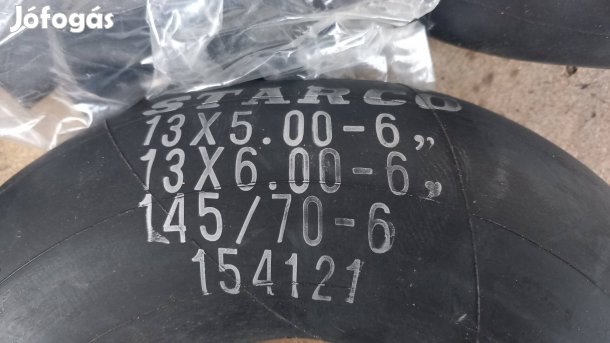 Jófogás
STARCO
13X5.00-6„
13X6.00-6„
145/70-6
154121